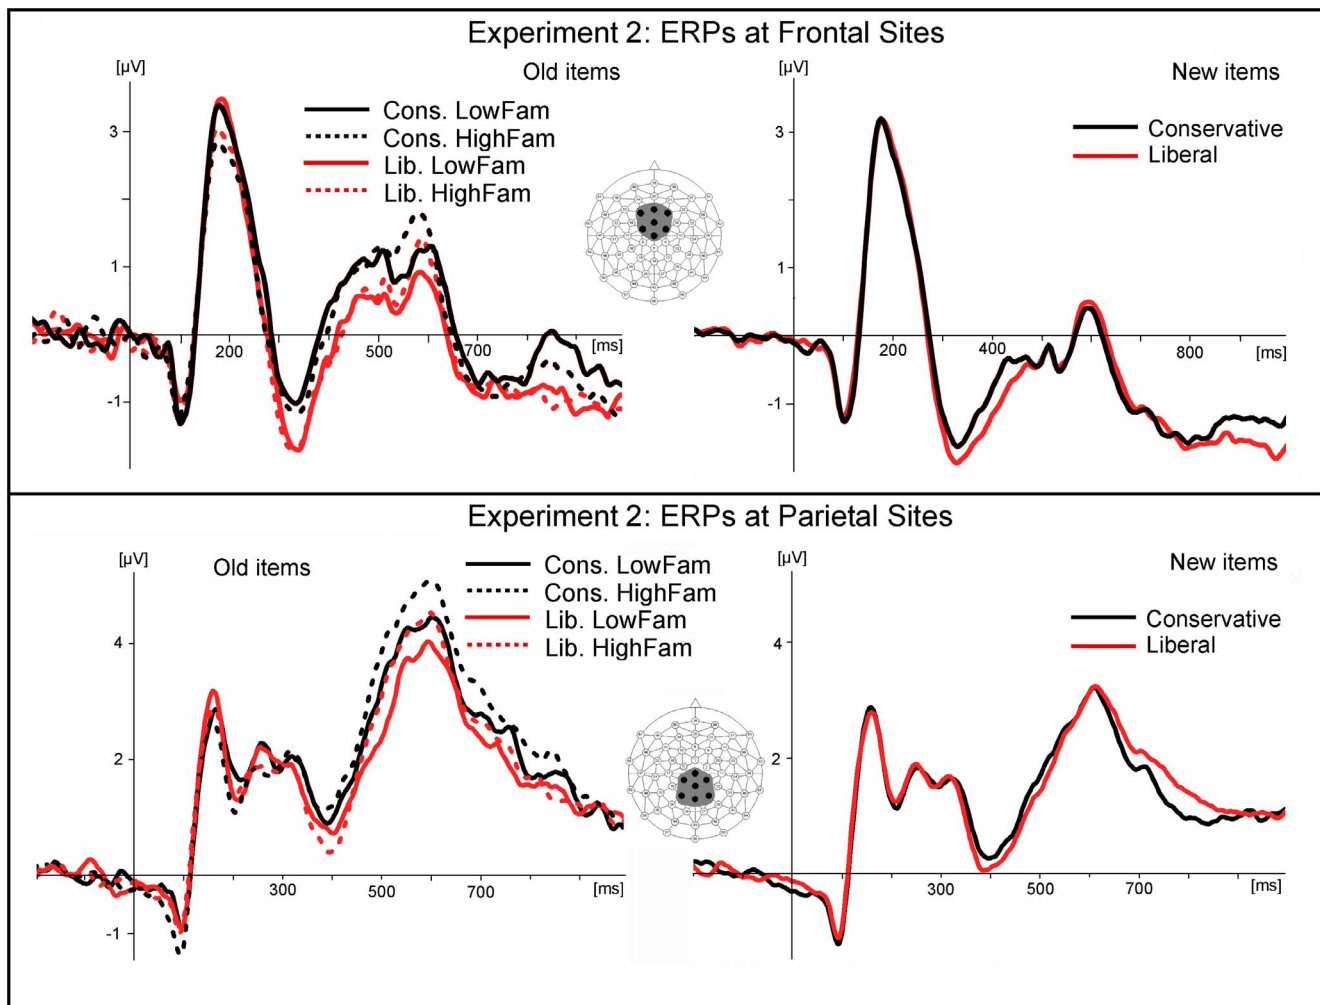 Experiment 2: ERPs at Frontal Sites
[µV]
Old items
Cons. LowFam
Cons. HighFam
Lib. LowFam
Lib. HighFam
3
1
-1
200
500
700
[ms]
[µV]
New items
Conservative
Liberal
3
1
-1
200
400
600
800
[ms]
Experiment 2: ERPs at Parietal Sites
[µV]
Old items
Cons. LowFam
Cons. HighFam
Lib. LowFam
Lib. HighFam
4
2
-1
300
500
700
[ms]
[µV]
New items
Conservative
Liberal
4
2
-1
300
500
700
[ms]